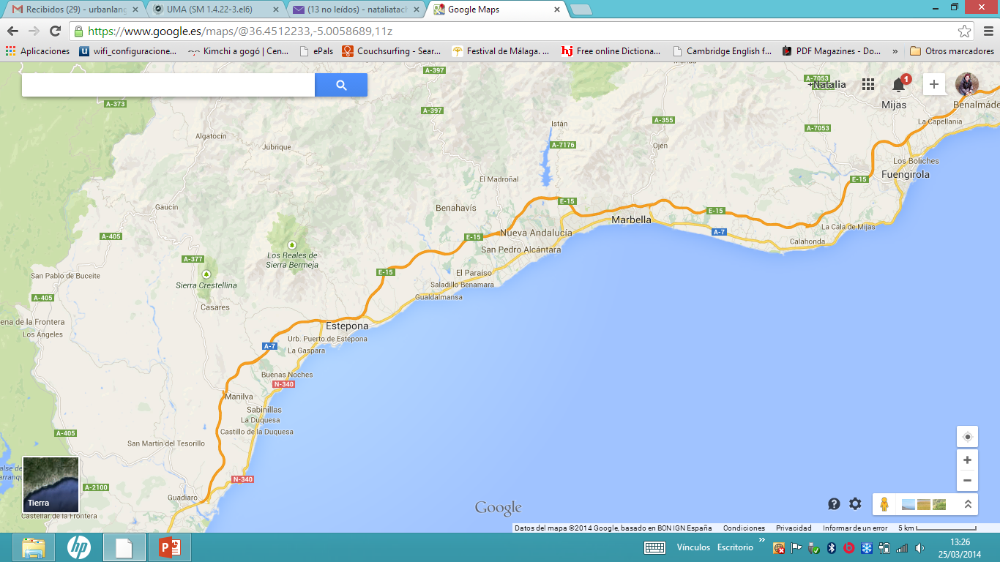 Recibidos (29) - urbanlang
UMA (SM 1.4.22-3.el6)
(13 no leídos) - nataliatach
Google Maps
https://www.google.es/maps/@36.4512233,-5.0058689,11z
Aplicaciones
wifi_configuracione...
Kimchi a gogó | Cen...
ePals
Couchsurfing - Sear...
Festival de Málaga. ...
hj Free online Dictiona...
Cambridge English f...
PDF Magazines - Do...
»
Otros marcadores
A-397
A-7053
+Natalia
1
A-373
A-397
Mijas
Benalmáde
A-355
La Capellania
Istán
A-7053
Algatocín
Jubrique
A-7176
Ojén
Los Boliches
Fuengirola
El Madroñal
E-15
E-15
Gaucín
Benahavís
E-15
Marbella
A-405
E-15
Nueva Andalucía
A-7
La Cala de Mijas
Calahonda
Los Reales de
Sierra Bermeja
San Pedro Alcántara
A-377
San Pablo de Buceite
E-15
El Paraíso
Sierra Crestellina
Saladillo Benamara
A-405
Gualdalmansa
Casares
ena de la Frontera
Estepona
Los Angeles
Urb. Puerto de Estepona
A-7
La Gaspara
Buenas Noches
N-340
Manilva
Sabinillas
La Duquesa
A-405
Castillo de la Duquesa
San Martín del Tesorillo
N-340
A-2100
Guadiaro
Tierra
Castellar de la Frontera
Google
Datos del mapa ©2014 Google, basado en BCN IGN España
Condiciones
Privacidad
Informar de un error
5 km
hp
Vínculos
Escritorio
»
13:26
25/03/2014